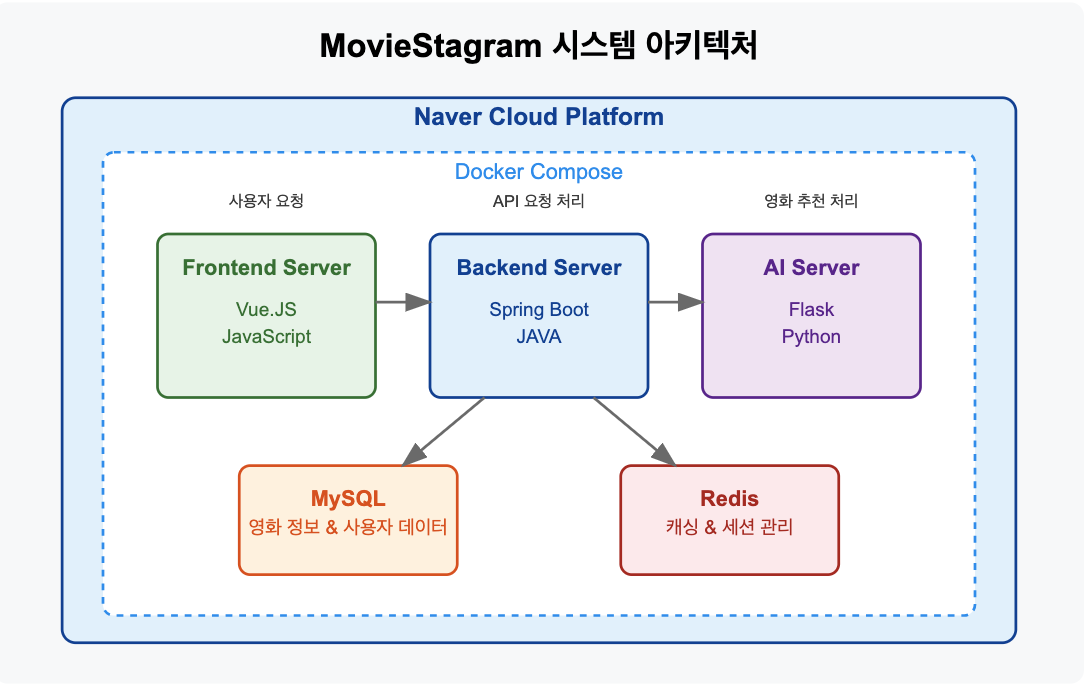 MovieStagram 시스템 아키텍처
Naver Cloud Platform
Docker Compose
사용자 요청
API 요청 처리
영화 추천 처리
Frontend Server
Vue.JS
JavaScript
Backend Server
Spring Boot
JAVA
AI Server
Flask
Python
MySQL
영화 정보 & 사용자 데이터
Redis
캐싱 & 세션 관리